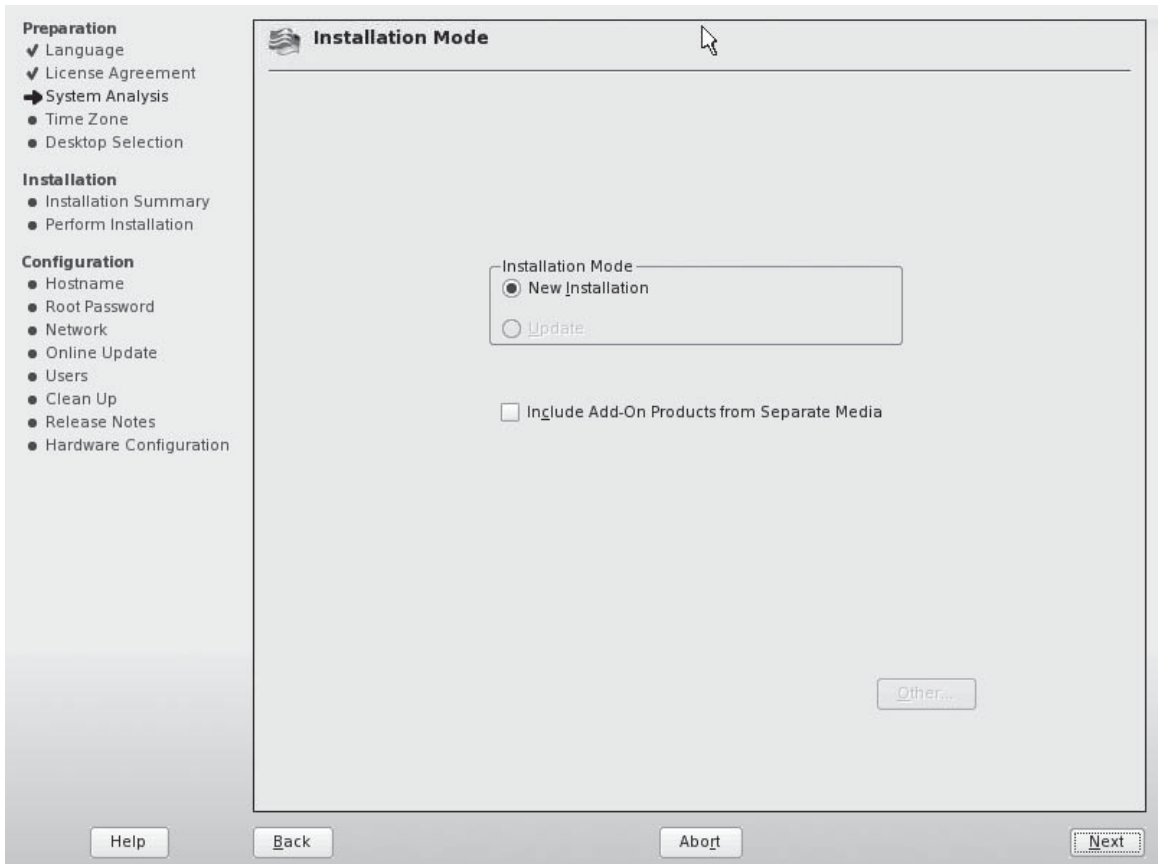 Preparation
Language
License Agreement
System Analysis
Time Zone
Desktop Selection
Installation
Installation Summary
Perform Installation
Configuration
Hostname
Root Password
Network
Online Update
Users
Clean Up
Release Notes
Hardware Configuration
Installation Mode
Installation Mode
New Installation
Update
Include Add-On Products from Separate Media
Other...
Help
Back
Abort
Next